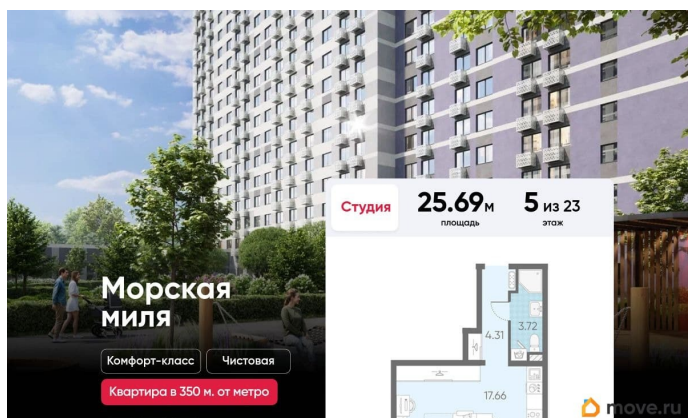 Студия
25.69м
площадь
5 из 23
этаж
Морская
миля
Комфорт-класс
Чистовая
Квартира в 350 м. от метро
4.31
3.72
17.66
move.ru